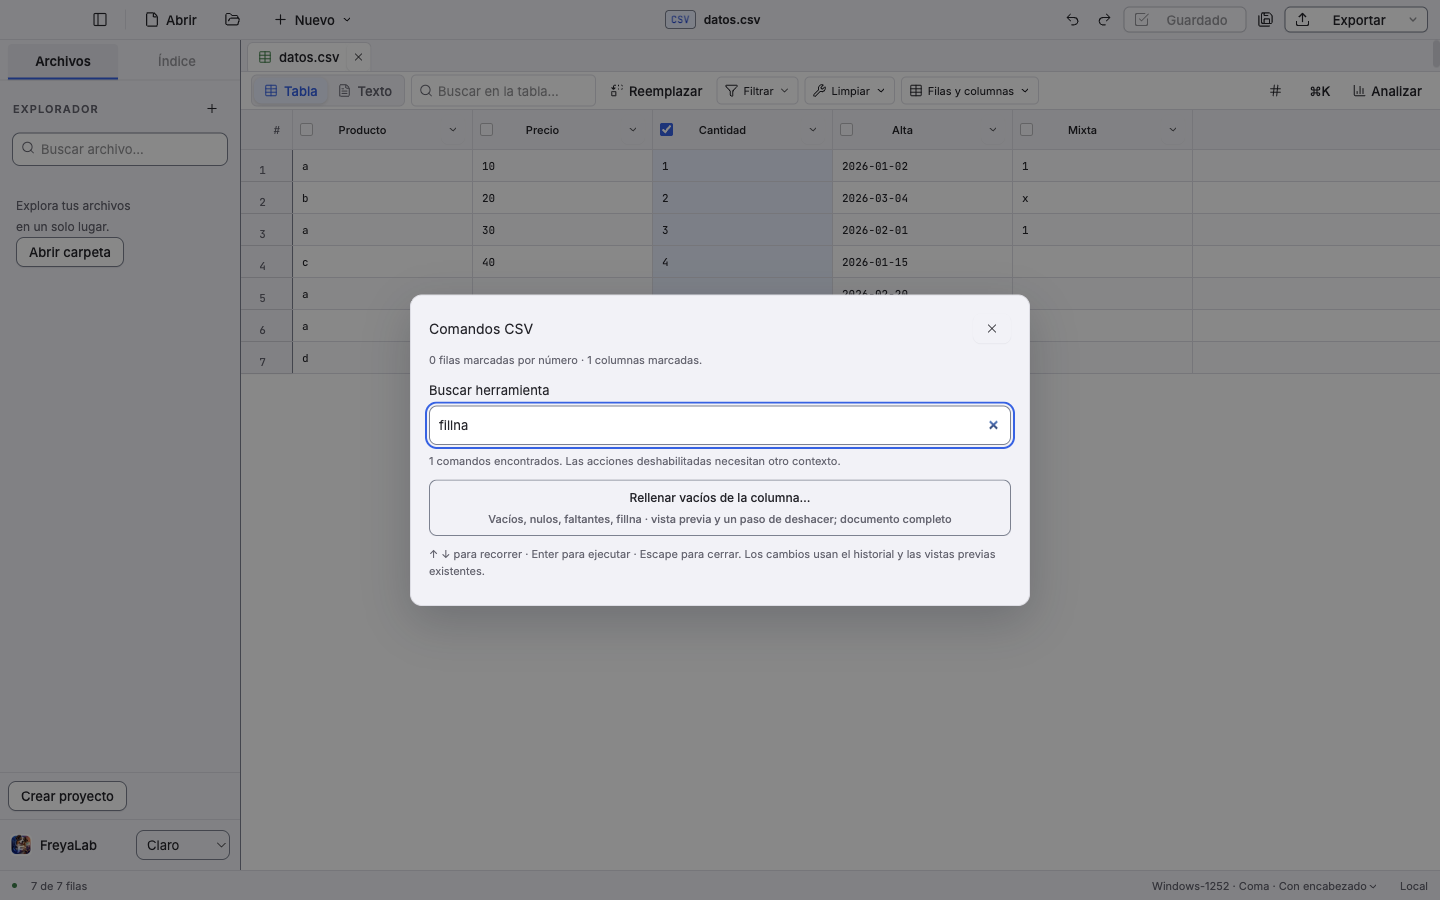 Abrir
Nuevo
CSV datos.csv
Guardado
Exportar
Archivos
Índice
datos.csv
Tabla
Texto
Buscar en la tabla...
Reemplazar
Filtrar
Limpiar
Filas y columnas
#
⌘K
Analizar
EXPLORADOR
Buscar archivo...
Explora tus archivos
en un solo lugar.
Abrir carpeta
# Producto Precio Cantidad Alta Mixta
1 a 10 1 2026-01-02 1
2 b 20 2 2026-03-04 x
3 a 30 3 2026-02-01 1
4 c 40 4 2026-01-15
5 a 2026-02-20
6 a
7 d
Comandos CSV
0 filas marcadas por número · 1 columnas marcadas.
Buscar herramienta
fillna
1 comandos encontrados. Las acciones deshabilitadas necesitan otro contexto.
Rellenar vacíos de la columna...
Vacíos, nulos, faltantes, fillna · vista previa y un paso de deshacer; documento completo
↑ ↓ para recorrer · Enter para ejecutar · Escape para cerrar. Los cambios usan el historial y las vistas previas
existentes.
Crear proyecto
FreyaLab
Claro
7 de 7 filas
Windows-1252 · Coma · Con encabezado
Local